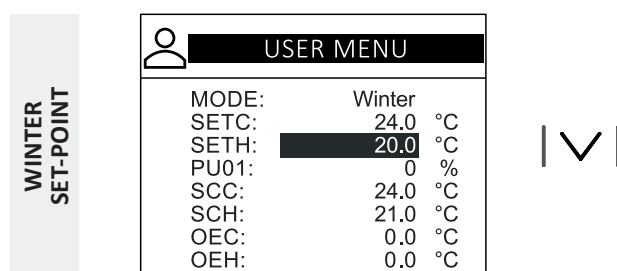 WINTER
SET-POINT
USER MENU
MODE: Winter
SETC: 24.0 °C
SETH: 20.0 °C
PU01: 0 %
SCC: 24.0 °C
SCH: 21.0 °C
OEC: 0.0 °C
OEH: 0.0 °C